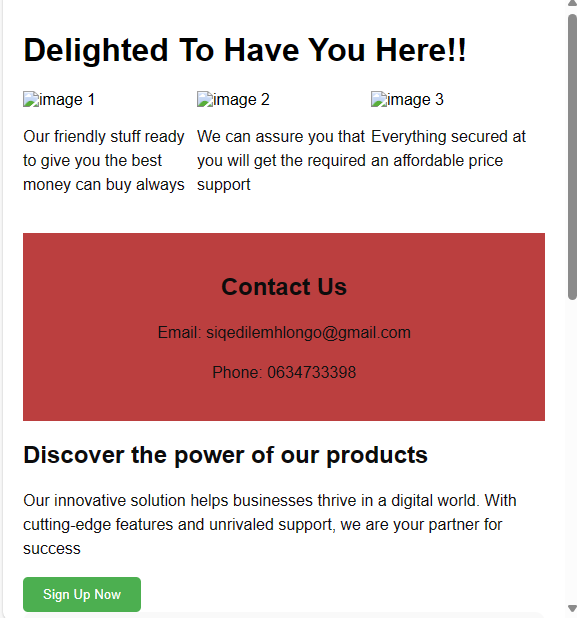 Delighted To Have You Here!!
image 1 image 2 image 3
Our friendly stuff ready
to give you the best
money can buy always
We can assure you that
you will get the required
support
Everything secured at
an affordable price
Contact Us
Email: siqedilemhlongo@gmail.com
Phone: 0634733398
Discover the power of our products
Our innovative solution helps businesses thrive in a digital world. With
cutting-edge features and unrivaled support, we are your partner for
success
Sign Up Now